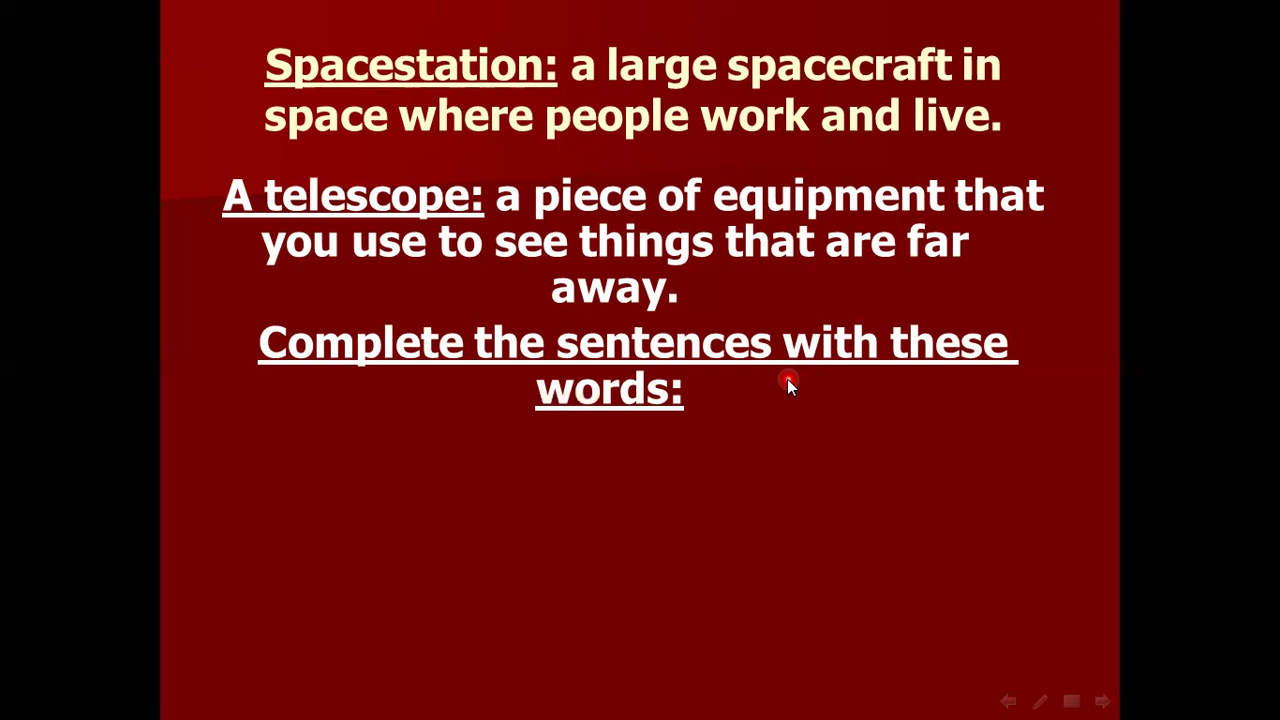 Spacestation: a large spacecraft in
space where people work and live.
A telescope: a piece of equipment that
you use to see things that are far
away.
Complete the sentences with these
words: